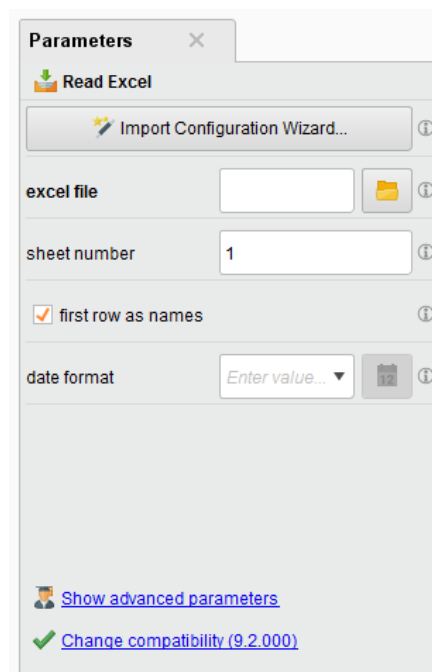 Parameters
Read Excel
Import Configuration Wizard...
excel file
sheet number
1
first row as names
date format
Enter value...
12
Show advanced parameters
Change compatibility (9.2.000)